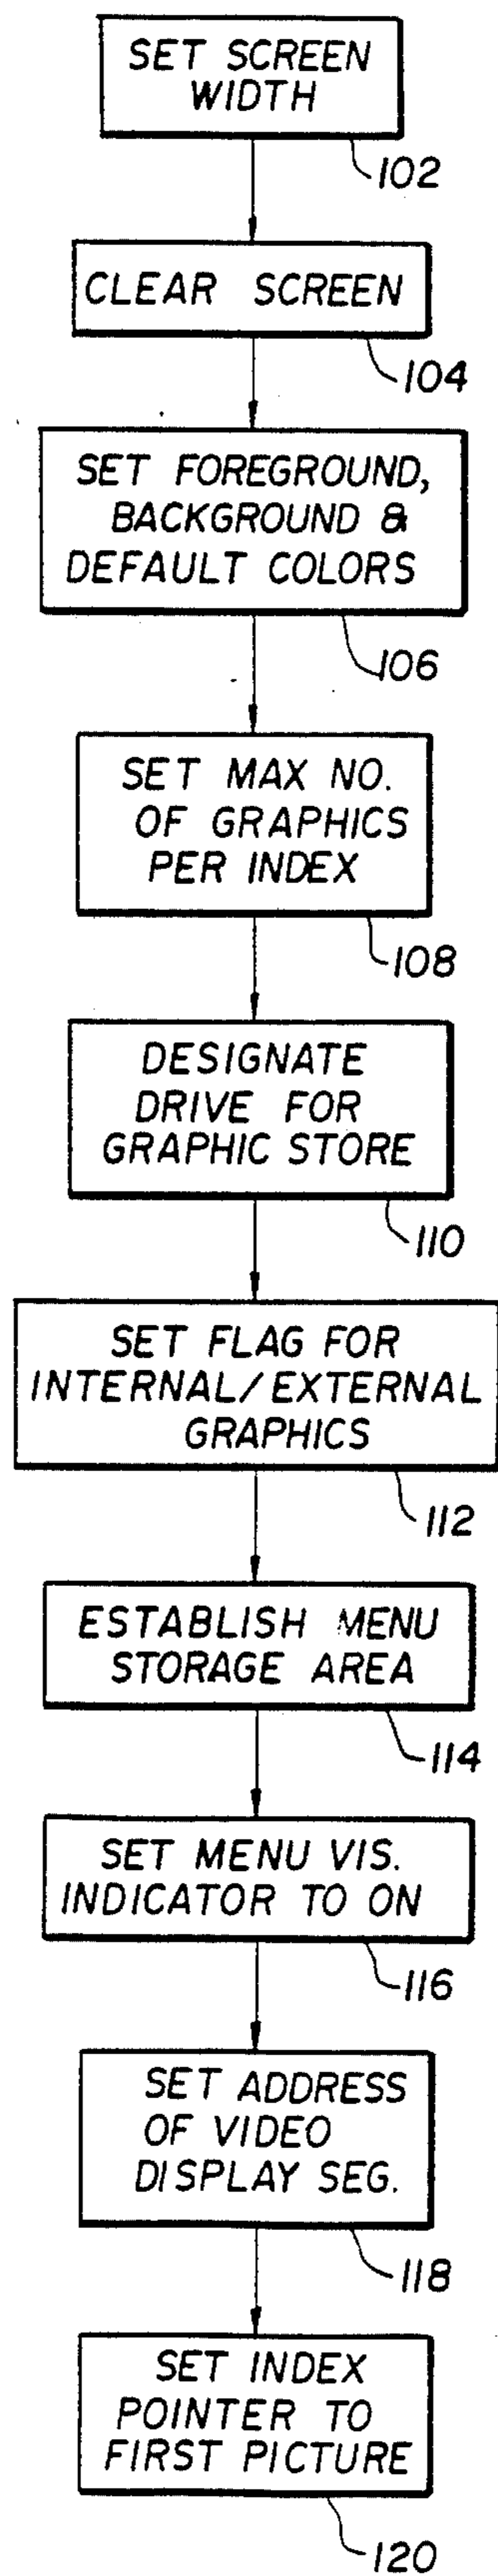 SET SCREEN
WIDTH
102
CLEAR SCREEN
104
SET FOREGROUND,
BACKGROUND &
DEFAULT COLORS
106
SET MAX NO.
OF GRAPHICS
PER INDEX
108
DESIGNATE
DRIVE FOR
GRAPHIC STORE
110
SET FLAG FOR
INTERNAL/EXTERNAL
GRAPHICS
112
ESTABLISH MENU
STORAGE AREA
114
SET MENU VIS.
INDICATOR TO ON
116
SET ADDRESS
OF VIDEO
DISPLAY SEG.
118
SET INDEX
POINTER TO
FIRST PICTURE
120